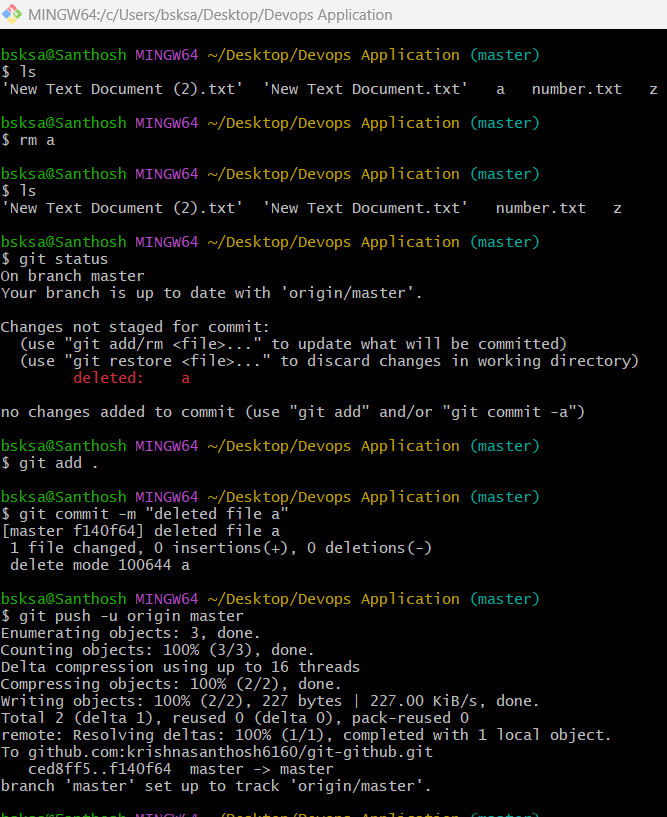 MINGW64:/c/Users/bsksa/Desktop/Devops Application
bsksa@Santhosh MINGW64 ~/Desktop/Devops Application (master)
$ ls
'New Text Document (2).txt'  'New Text Document.txt'   a   number.txt   z
bsksa@Santhosh MINGW64 ~/Desktop/Devops Application (master)
$ rm a
bsksa@Santhosh MINGW64 ~/Desktop/Devops Application (master)
$ ls
'New Text Document (2).txt'  'New Text Document.txt'   number.txt   z
bsksa@Santhosh MINGW64 ~/Desktop/Devops Application (master)
$ git status
On branch master
Your branch is up to date with 'origin/master'.
Changes not staged for commit:
  (use "git add/rm <file>..." to update what will be committed)
  (use "git restore <file>..." to discard changes in working directory)
        deleted:    a
no changes added to commit (use "git add" and/or "git commit -a")
bsksa@Santhosh MINGW64 ~/Desktop/Devops Application (master)
$ git add .
bsksa@Santhosh MINGW64 ~/Desktop/Devops Application (master)
$ git commit -m "deleted file a"
[master f140f64] deleted file a
 1 file changed, 0 insertions(+), 0 deletions(-)
 delete mode 100644 a
bsksa@Santhosh MINGW64 ~/Desktop/Devops Application (master)
$ git push -u origin master
Enumerating objects: 3, done.
Counting objects: 100% (3/3), done.
Delta compression using up to 16 threads
Compressing objects: 100% (2/2), done.
Writing objects: 100% (2/2), 227 bytes | 227.00 KiB/s, done.
Total 2 (delta 1), reused 0 (delta 0), pack-reused 0
remote: Resolving deltas: 100% (1/1), completed with 1 local object.
To github.com:krishnasanthosh6160/git-github.git
   ced8ff5..f140f64  master -> master
branch 'master' set up to track 'origin/master'.